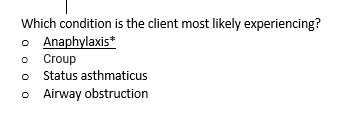 Which condition is the client most likely experiencing?
o Anaphylaxis*
o Croup
o Status asthmaticus
o Airway obstruction